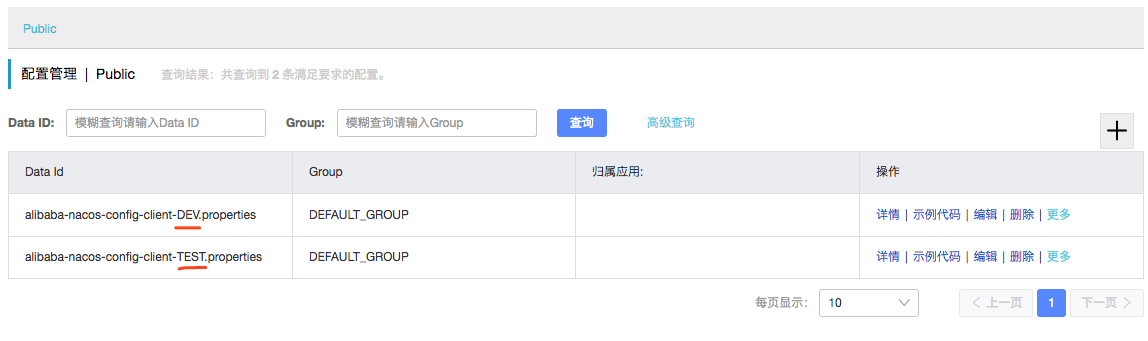 Public
配置管理 | Public 查询结果：共查询到 2 条满足要求的配置。
Data ID: 模糊查询请输入Data ID Group: 模糊查询请输入Group 查询 高级查询
Data Id Group 归属应用: 操作
alibaba-nacos-config-client-DEV.properties DEFAULT_GROUP 详情 | 示例代码 | 编辑 | 删除 | 更多
alibaba-nacos-config-client-TEST.properties DEFAULT_GROUP 详情 | 示例代码 | 编辑 | 删除 | 更多
每页显示: 10 < 上一页 1 下一页 >